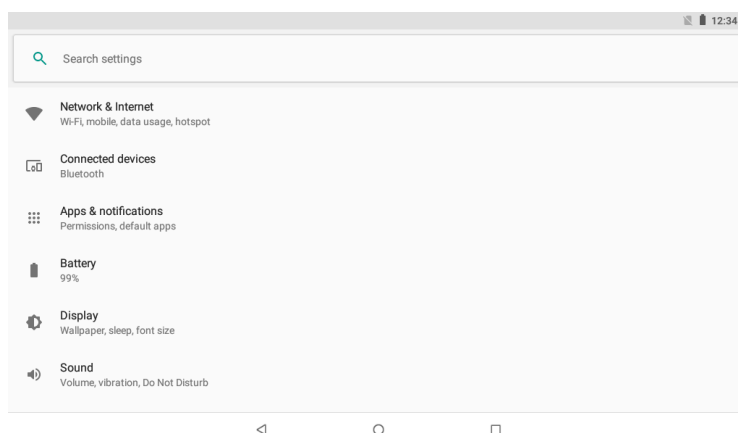 12:34
Search settings
Network & Internet
Wi-Fi, mobile, data usage, hotspot
Connected devices
Bluetooth
Apps & notifications
Permissions, default apps
Battery
99%
Display
Wallpaper, sleep, font size
Sound
Volume, vibration, Do Not Disturb